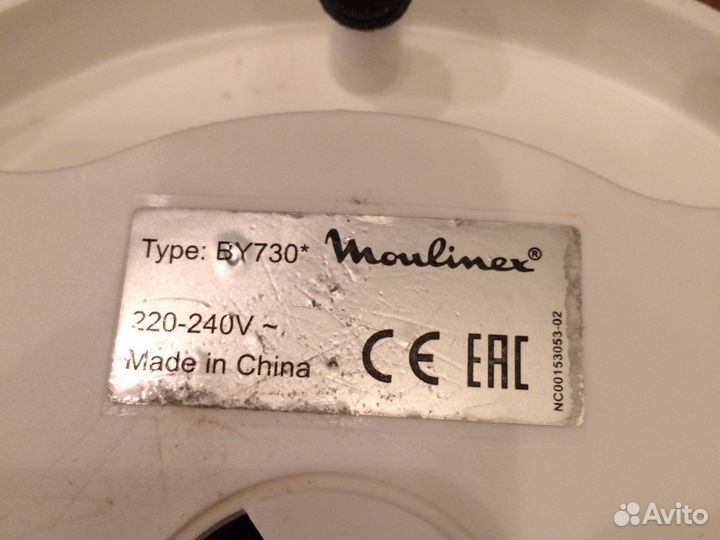 Type: BY730* Moulinex®
220-240V ~
Made in China
CE EAC
NC00153053-02
Avito